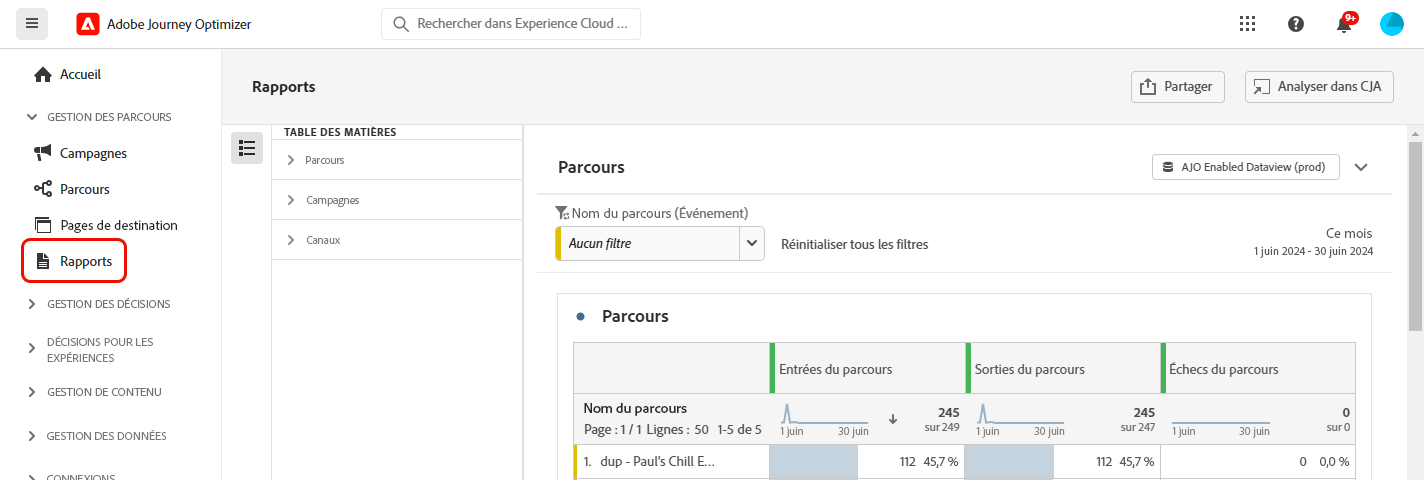 Adobe Journey Optimizer
Rechercher dans Experience Cloud ...
9+
Accueil
GESTION DES PARCOURS
Campagnes
Parcours
Pages de destination
Rapports
GESTION DES DÉCISIONS
DÉCISIONS POUR LES
EXPÉRIENCES
GESTION DE CONTENU
GESTION DES DONNÉES
CONNEXIONS
Rapports
Partager
Analyser dans CJA
TABLE DES MATIÈRES
Parcours
Campagnes
Canaux
Parcours
AJO Enabled Dataview (prod)
Nom du parcours (Événement)
Aucun filtre
Réinitialiser tous les filtres
Ce mois
1 juin 2024 - 30 juin 2024
Parcours
Entrées du parcours
Sorties du parcours
Échecs du parcours
Nom du parcours
Page : 1 / 1 Lignes : 50 1-5 de 5
1 juin 30 juin
245
sur 249
1 juin 30 juin
245
sur 247
1 juin 30 juin
0
sur 0
1. dup - Paul's Chill E... 112 45,7 % 112 45,7 % 0 0,0 %